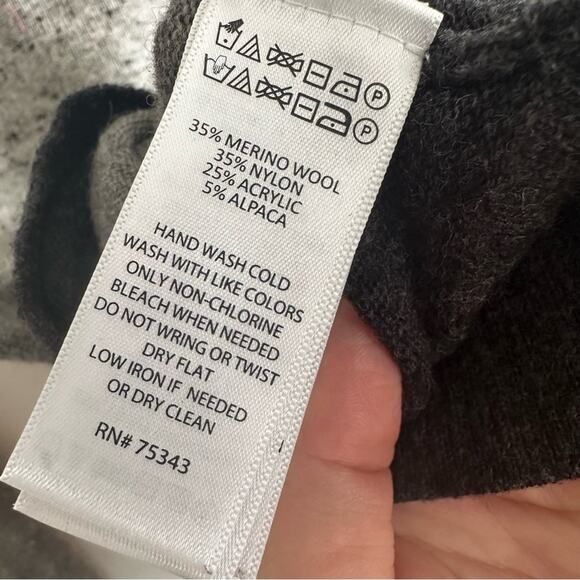 P
P
35% MERINO WOOL
35% NYLON
25% ACRYLIC
5% ALPACA
HAND WASH COLD
WASH WITH LIKE COLORS
ONLY NON-CHLORINE
BLEACH WHEN NEEDED
DO NOT WRING OR TWIST
DRY FLAT
LOW IRON IF NEEDED
OR DRY CLEAN
RN# 75343